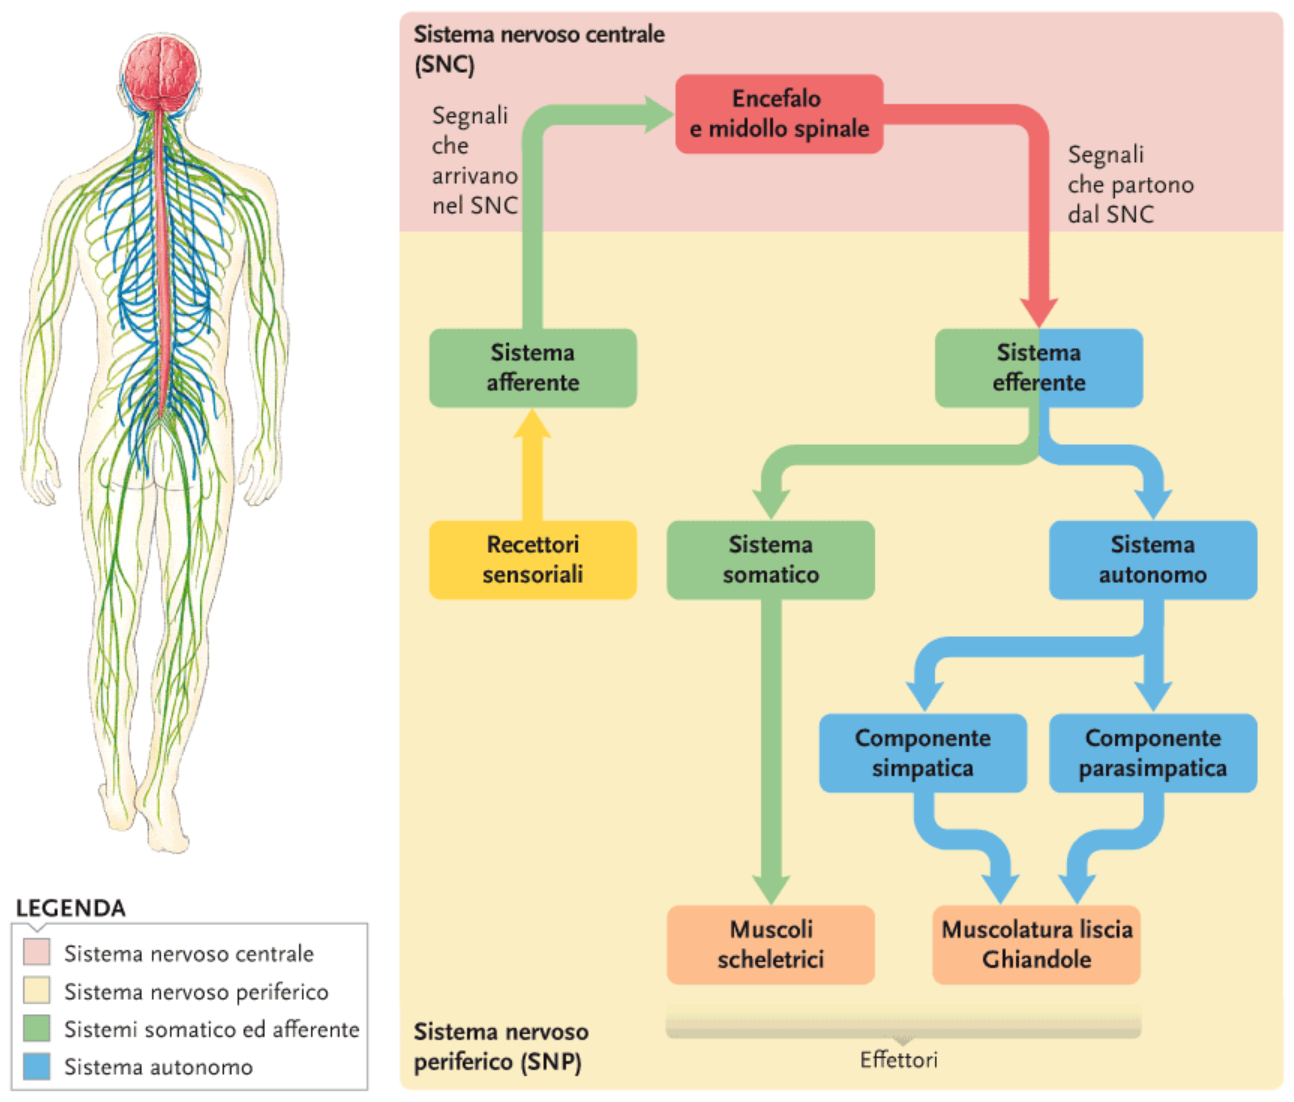 Sistema nervoso centrale
(SNC)
Segnali
che
arrivano
nel SNC
Encefalo
e midollo spinale
Segnali
che partono
dal SNC
Sistema
afferente
Sistema
efferente
Recettori
sensoriali
Sistema
somatico
Sistema
autonomo
Componente
simpatica
Componente
parasimpatica
Muscoli
scheletrici
Muscolatura liscia
Ghiandole
Effettori
Sistema nervoso
periferico (SNP)
LEGENDA
Sistema nervoso centrale
Sistema nervoso periferico
Sistemi somatico ed afferente
Sistema autonomo